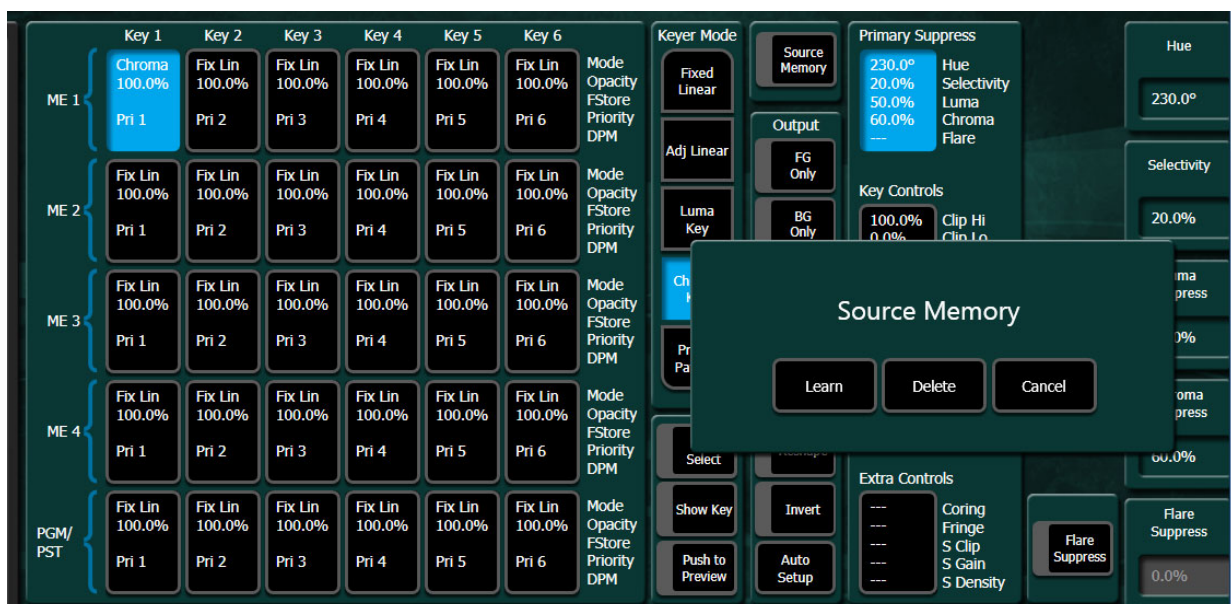 Key 1 Key 2 Key 3 Key 4 Key 5 Key 6
ME 1
Chroma Fix Lin Fix Lin Fix Lin Fix Lin Fix Lin Mode
100.0% 100.0% 100.0% 100.0% 100.0% 100.0% Opacity
FStore
Pri 1 Pri 2 Pri 3 Pri 4 Pri 5 Pri 6 Priority
DPM
ME 2
Fix Lin Fix Lin Fix Lin Fix Lin Fix Lin Fix Lin Mode
100.0% 100.0% 100.0% 100.0% 100.0% 100.0% Opacity
FStore
Pri 1 Pri 2 Pri 3 Pri 4 Pri 5 Pri 6 Priority
DPM
ME 3
Fix Lin Fix Lin Fix Lin Fix Lin Fix Lin Fix Lin Mode
100.0% 100.0% 100.0% 100.0% 100.0% 100.0% Opacity
FStore
Pri 1 Pri 2 Pri 3 Pri 4 Pri 5 Pri 6 Priority
DPM
ME 4
Fix Lin Fix Lin Fix Lin Fix Lin Fix Lin Fix Lin Mode
100.0% 100.0% 100.0% 100.0% 100.0% 100.0% Opacity
FStore
Pri 1 Pri 2 Pri 3 Pri 4 Pri 5 Pri 6 Priority
DPM
PGM/
PST
Fix Lin Fix Lin Fix Lin Fix Lin Fix Lin Fix Lin Mode
100.0% 100.0% 100.0% 100.0% 100.0% 100.0% Opacity
FStore
Pri 1 Pri 2 Pri 3 Pri 4 Pri 5 Pri 6 Priority
DPM
Keyer Mode
Fixed
Linear
Adj Linear
Luma
Key
Select
Show Key
Push to
Preview
Source
Memory
Output
FG
Only
BG
Only
Invert
Auto
Setup
Primary Suppress
230.0° Hue
20.0% Selectivity
50.0% Luma
60.0% Chroma
--- Flare
Key Controls
100.0% Clip Hi
0.0% Clip Lo
Source Memory
Learn Delete Cancel
Extra Controls
--- Coring
--- Fringe
--- S Clip
--- S Gain
--- S Density
Flare
Suppress
Hue
230.0°
Selectivity
20.0%
60.0%
Flare
Suppress
0.0%